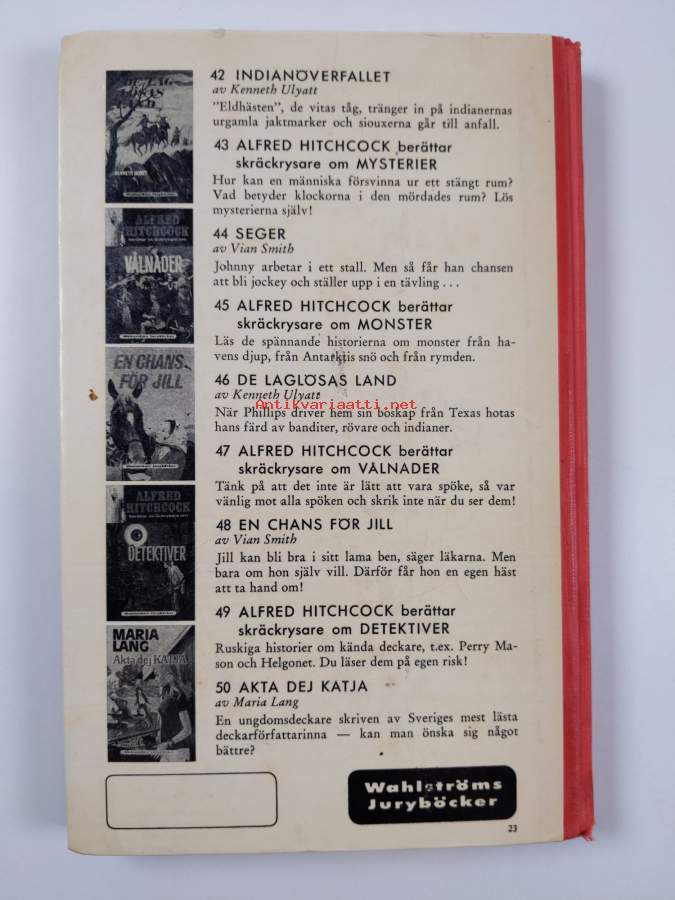 42 INDIANÖVERFALLET
av Kenneth Ulyatt
"Eldhästen", de vitas tåg, tränger in på indianernas
urgamla jaktmarker och siouxerna går till anfall.
43 ALFRED HITCHCOCK berättar
skräckrysare om MYSTERIER
Hur kan en människa försvinna ur ett stängt rum?
Vad betyder klockorna i den mördades rum? Lös
mysterierna själv!
44 SEGER
av Vian Smith
Johnny arbetar i ett stall. Men så får han chansen
att bli jockey och ställer upp i en tävling . . .
45 ALFRED HITCHCOCK berättar
skräckrysare om MONSTER
Läs de spännande historierna om monster från ha-
vens djup, från Antarktis snö och från rymden.
46 DE LAGLÖSAS LAND
av Kenneth Ulyatt
Antikvariaatti.net
När Phillips driver hem sin boskap från Texas hotas
hans färd av banditer, rövare och indianer.
47 ALFRED HITCHCOCK berättar
skräckrysare om VÅLNADER
Tänk på att det inte är lätt att vara spöke, så var
vänlig mot alla spöken och skrik inte när du ser dem!
48 EN CHANS FÖR JILL
av Vian Smith
Jill kan bli bra i sitt lama ben, säger läkarna. Men
bara om hon själv vill. Därför får hon en egen häst
att ta hand om!
49 ALFRED HITCHCOCK berättar
skräckrysare om DETEKTIVER
Ruskiga historier om kända deckare, t.ex. Perry Ma-
son och Helgonet. Du läser dem på egen risk!
50 AKTA DEJ KATJA
av Maria Lang
En ungdomsdeckare skriven av Sveriges mest lästa
deckarförfattarinna — kan man önska sig något
bättre?
ALFRED
HITCHCOCK
VÅLNADER
EN CHANS
FÖR JILL
ALFRED
HITCHCOCK
DETEKTIVER
MARIA
LANG
Akta dej KATJA
Wahlströms
Juryböcker
23